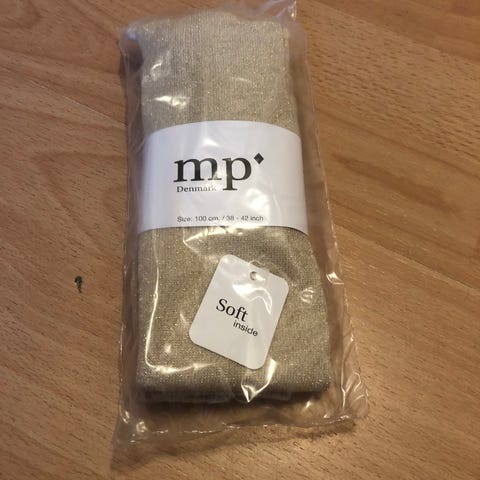 mp
Denmark
Size: 100 cm. / 38 - 42 inch
Soft
inside